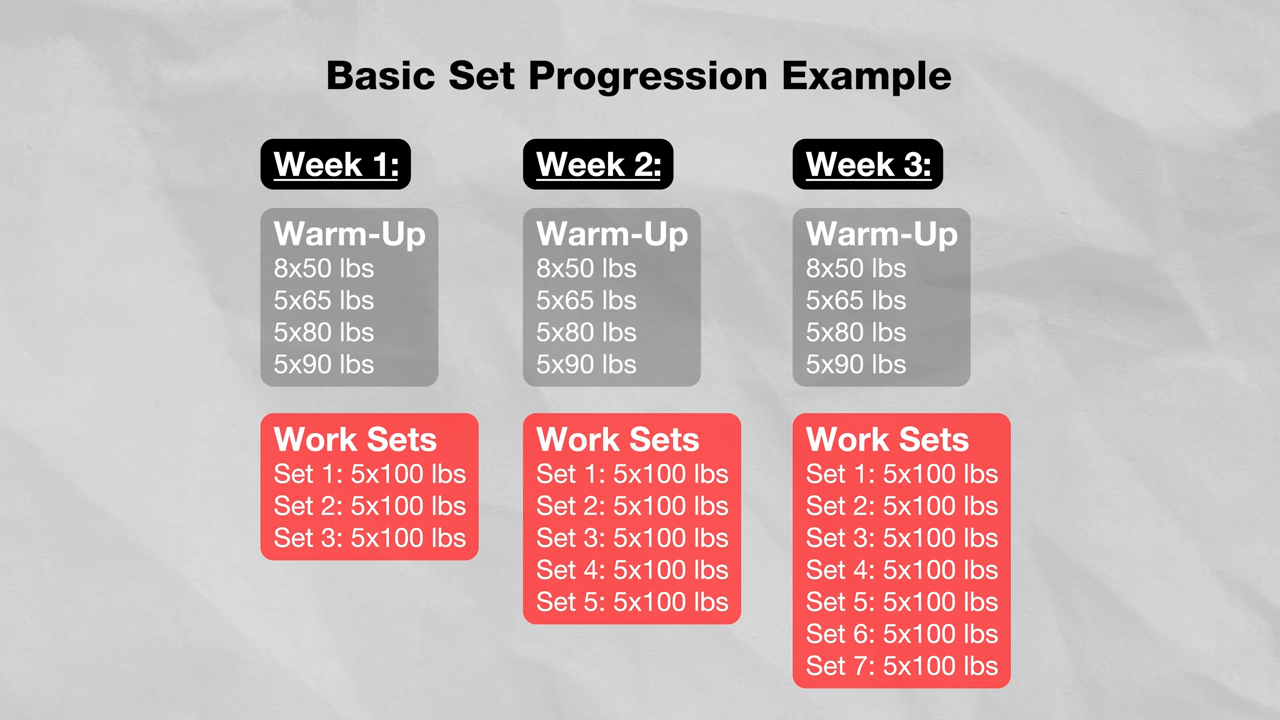 Basic Set Progression Example
Week 1:
Warm-Up
8x50 lbs
5x65 lbs
5x80 lbs
5x90 lbs
Work Sets
Set 1: 5x100 lbs
Set 2: 5x100 lbs
Set 3: 5x100 lbs
Week 2:
Warm-Up
8x50 lbs
5x65 lbs
5x80 lbs
5x90 lbs
Work Sets
Set 1: 5x100 lbs
Set 2: 5x100 lbs
Set 3: 5x100 lbs
Set 4: 5x100 lbs
Set 5: 5x100 lbs
Week 3:
Warm-Up
8x50 lbs
5x65 lbs
5x80 lbs
5x90 lbs
Work Sets
Set 1: 5x100 lbs
Set 2: 5x100 lbs
Set 3: 5x100 lbs
Set 4: 5x100 lbs
Set 5: 5x100 lbs
Set 6: 5x100 lbs
Set 7: 5x100 lbs